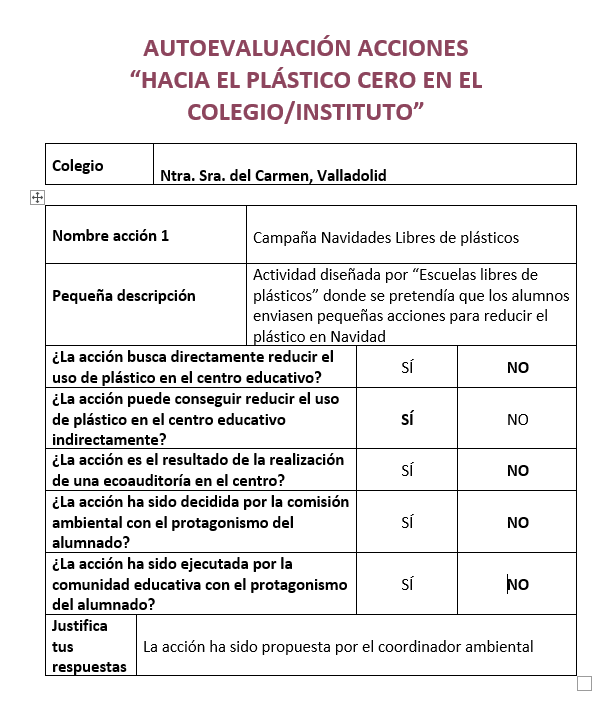 AUTOEVALUACIÓN ACCIONES
“HACIA EL PLÁSTICO CERO EN EL
COLEGIO/INSTITUTO”
Colegio
Ntra. Sra. del Carmen, Valladolid
Nombre acción 1
Campaña Navidades Libres de plásticos
Pequeña descripción
Actividad diseñada por “Escuelas libres de
plásticos” donde se pretendía que los alumnos
enviasen pequeñas acciones para reducir el
plástico en Navidad
¿La acción busca directamente reducir el
uso de plástico en el centro educativo?
SÍ
NO
¿La acción puede conseguir reducir el uso
de plástico en el centro educativo
indirectamente?
SÍ
NO
¿La acción es el resultado de la realización
de una ecoauditoría en el centro?
SÍ
NO
¿La acción ha sido decidida por la comisión
ambiental con el protagonismo del
alumnado?
SÍ
NO
¿La acción ha sido ejecutada por la
comunidad educativa con el protagonismo
del alumnado?
SÍ
NO
Justifica
tus
respuestas
La acción ha sido propuesta por el coordinador ambiental